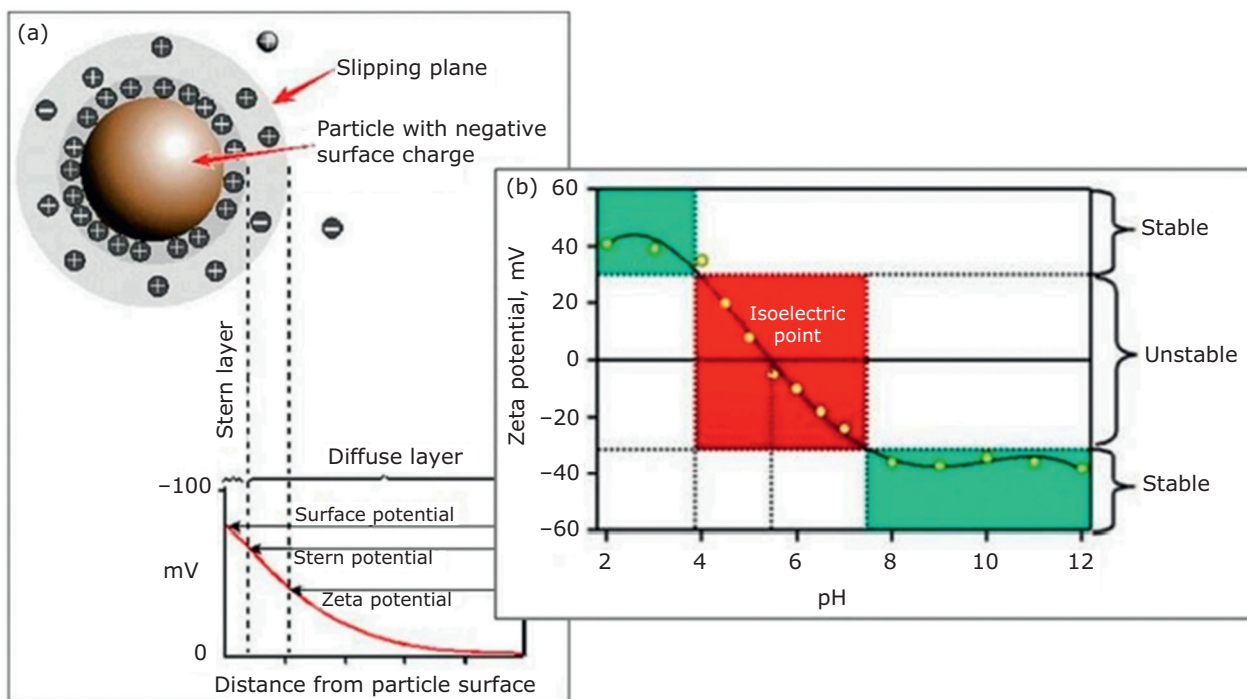 (a)
Slipping plane
Particle with negative
surface charge
Stern layer
Diffuse layer
−100
Surface potential
Stern potential
mV
Zeta potential
0
Distance from particle surface
(b)
60
40
20
0
−20
−40
−60
Zeta potential, mV
Isoelectric
point
Stable
Unstable
Stable
2 4 6 8 10 12
pH